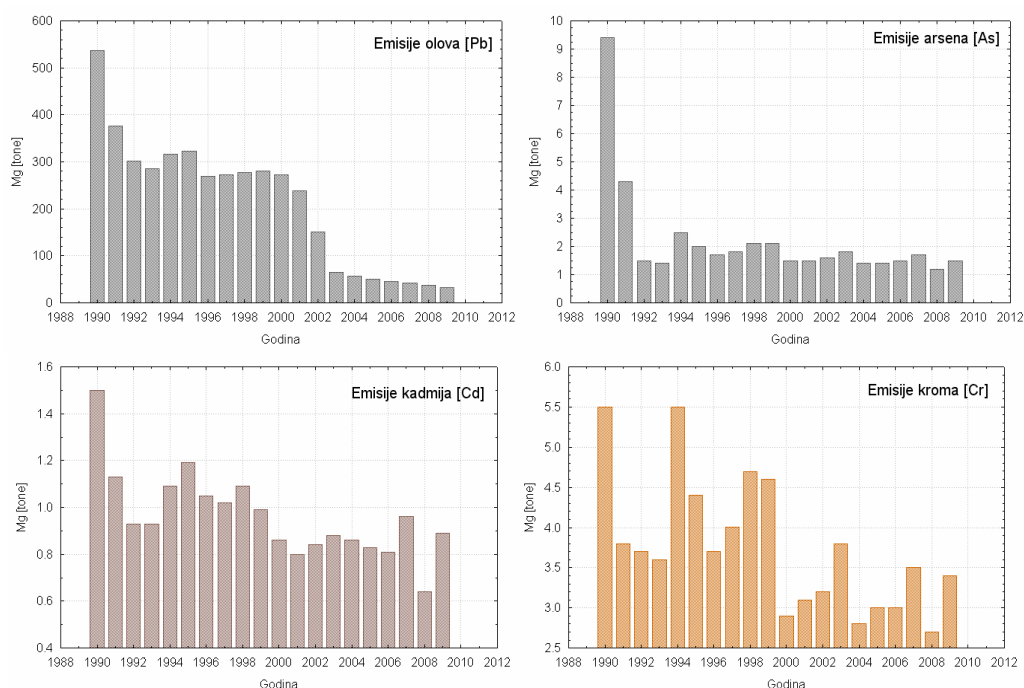 Emisije olova [Pb]
Mg [tone]
600
500
400
300
200
100
0
1988 1990 1992 1994 1996 1998 2000 2002 2004 2006 2008 2010 2012
Godina
Emisije arsena [As]
Mg [tone]
10
9
8
7
6
5
4
3
2
1
0
1988 1990 1992 1994 1996 1998 2000 2002 2004 2006 2008 2010 2012
Godina
Emisije kadmija [Cd]
Mg [tone]
1.6
1.4
1.2
1.0
0.8
0.6
0.4
1988 1990 1992 1994 1996 1998 2000 2002 2004 2006 2008 2010 2012
Godina
Emisije kroma [Cr]
Mg [tone]
6.0
5.5
5.0
4.5
4.0
3.5
3.0
2.5
1988 1990 1992 1994 1996 1998 2000 2002 2004 2006 2008 2010 2012
Godina